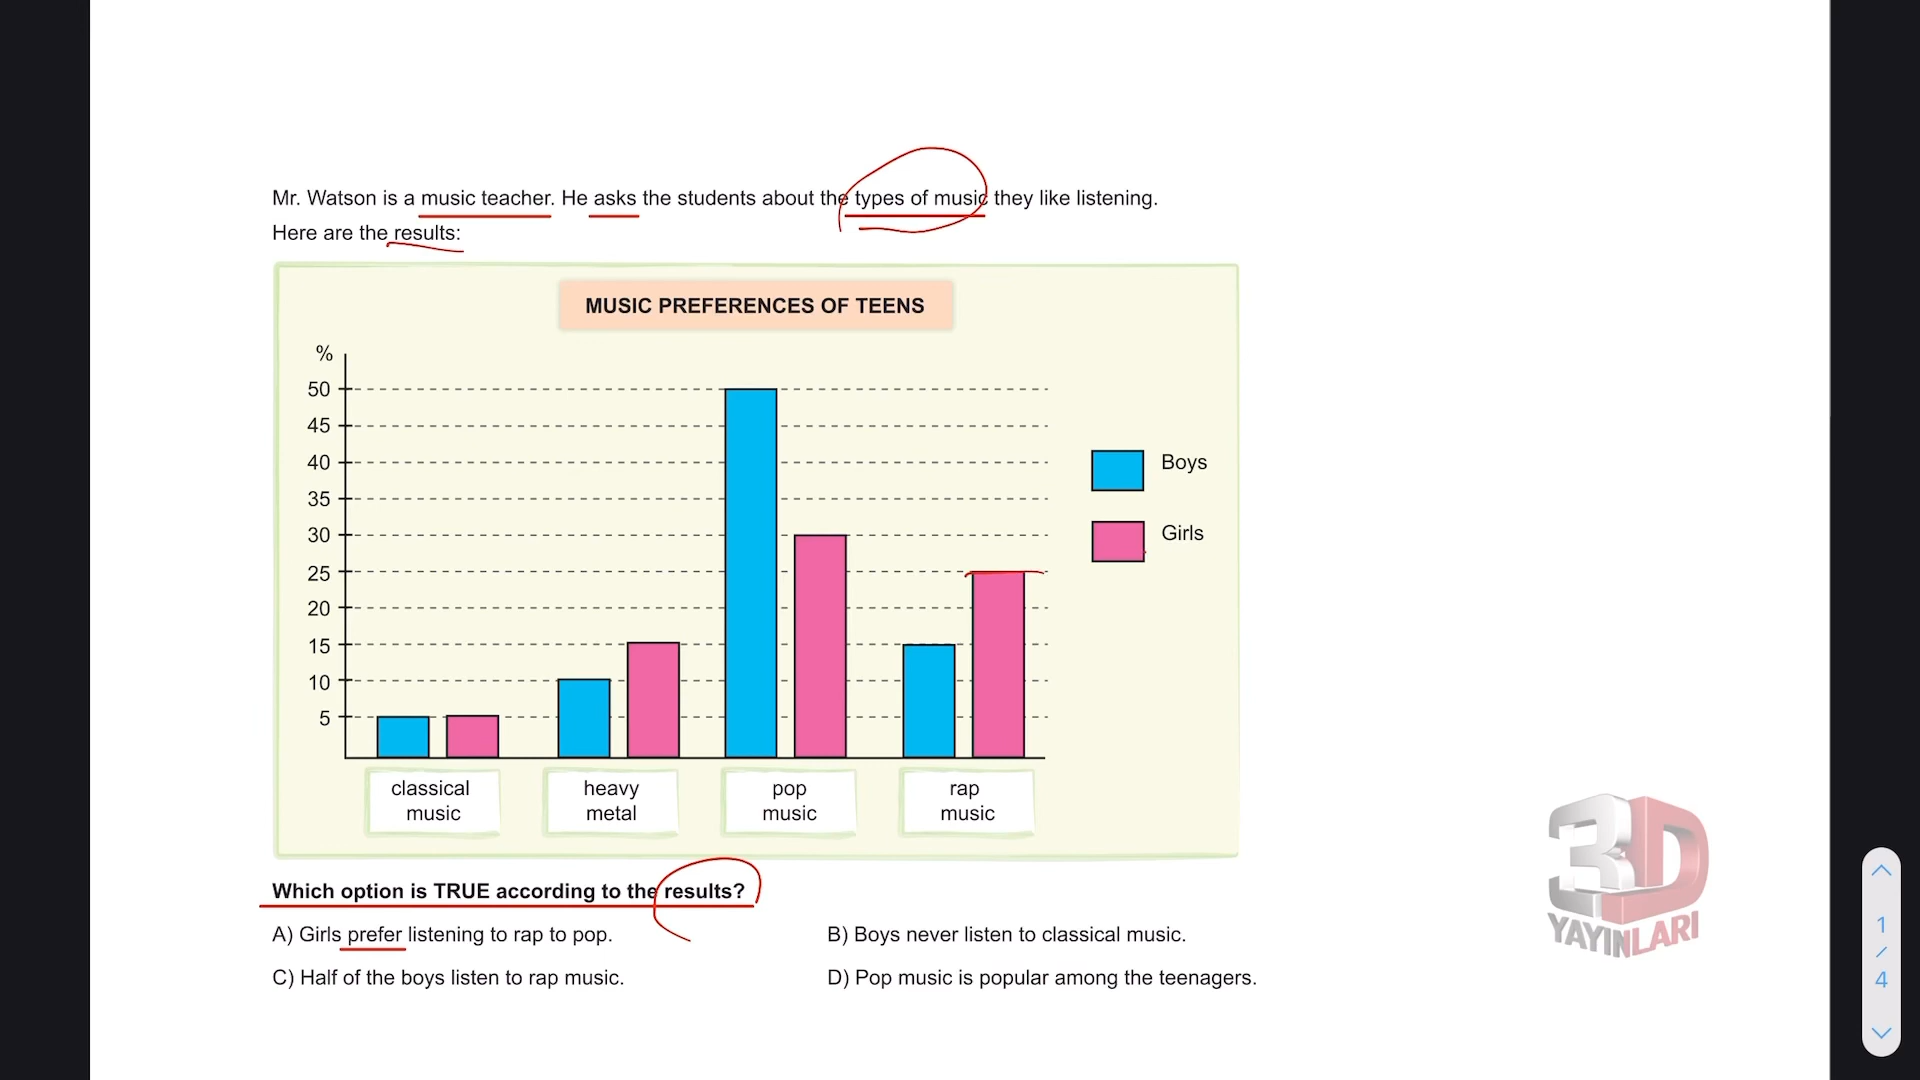 Mr. Watson is a music teacher. He asks the students about the types of music they like listening.
Here are the results:
MUSIC PREFERENCES OF TEENS
%
50
45
40
35
30
25
20
15
10
5
Boys
Girls
classical
music
heavy
metal
pop
music
rap
music
Which option is TRUE according to the results?
A) Girls prefer listening to rap to pop.
B) Boys never listen to classical music.
C) Half of the boys listen to rap music.
D) Pop music is popular among the teenagers.
3D
YAYINLARI
1
/
4